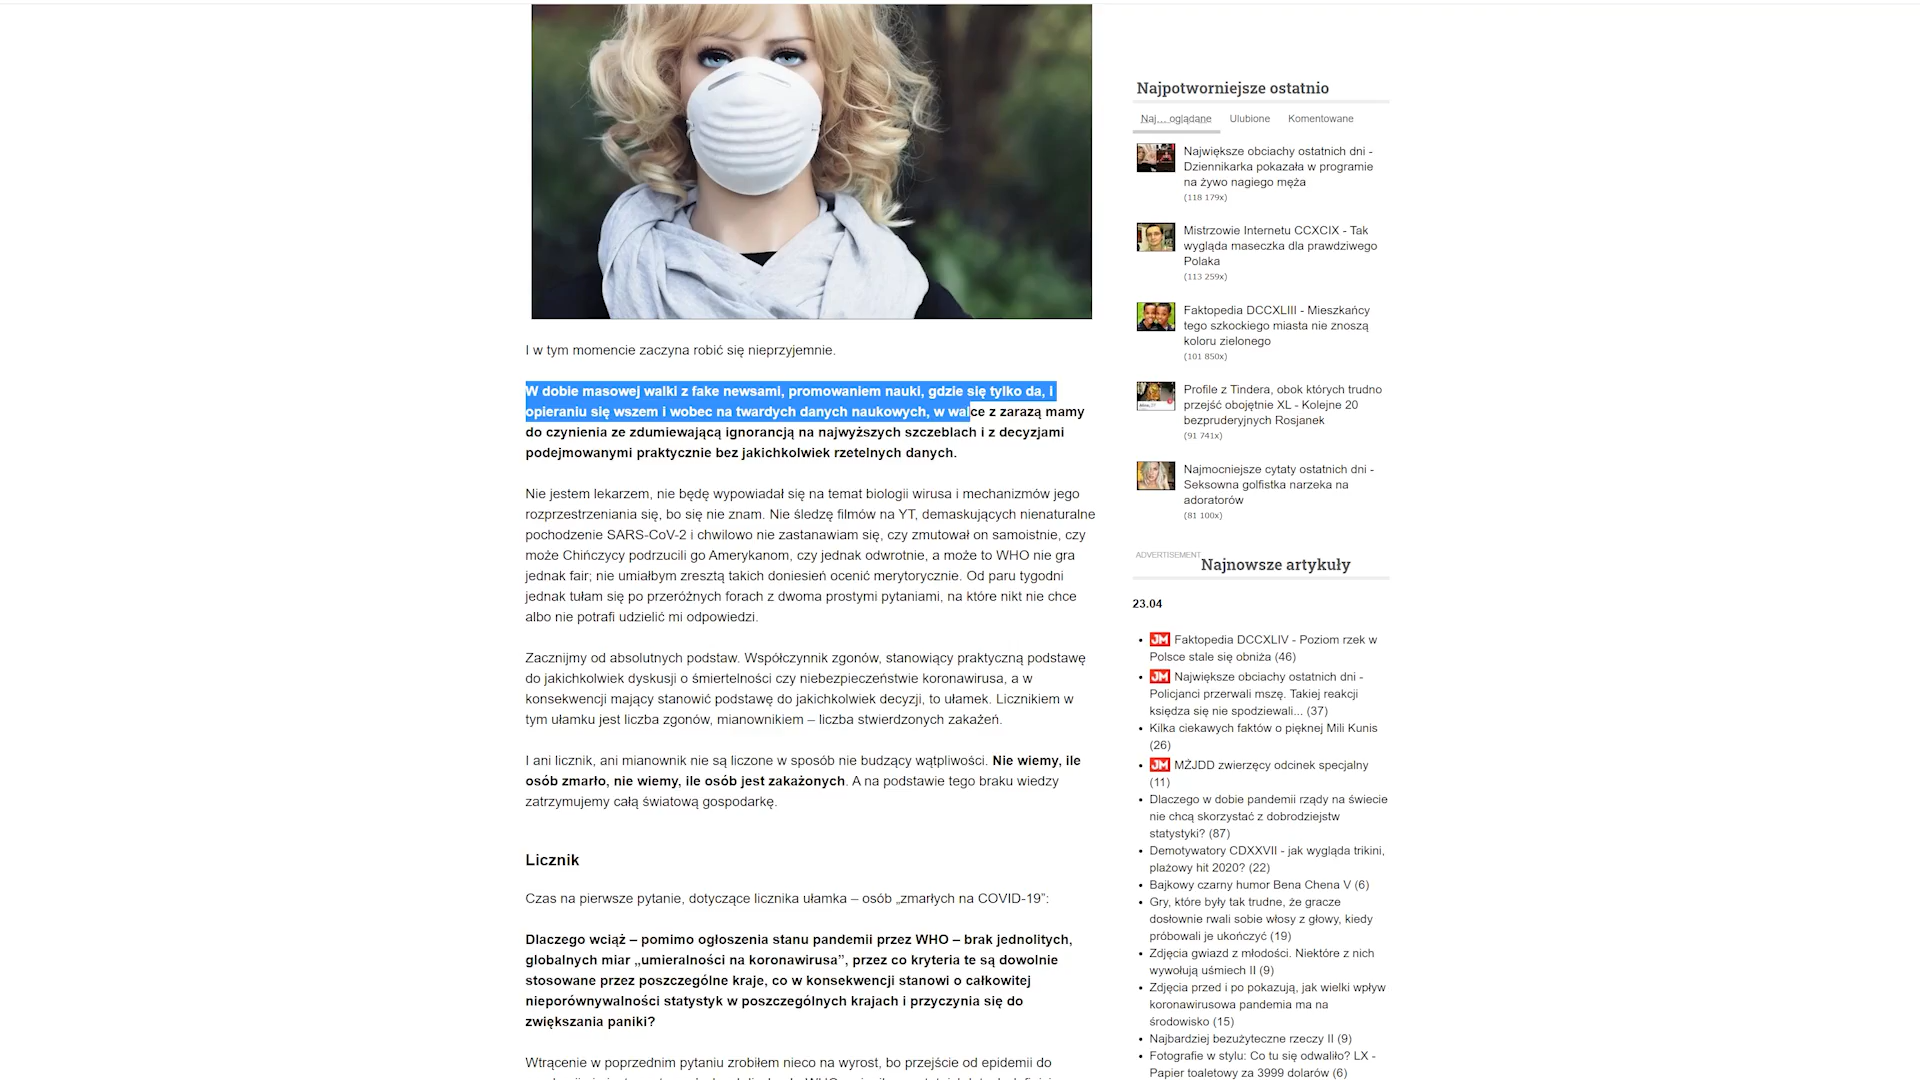 I w tym momencie zaczyna robić się nieprzyjemnie.
W dobie masowej walki z fake newsami, promowaniem nauki, gdzie się tylko da, i
opieraniu się wszem i wobec na twardych danych naukowych, w walce z zarazą mamy
do czynienia ze zdumiewającą ignorancją na najwyższych szczeblach i z decyzjami
podejmowanymi praktycznie bez jakichkolwiek rzetelnych danych.
Nie jestem lekarzem, nie będę wypowiadał się na temat biologii wirusa i mechanizmów jego
rozprzestrzeniania się, bo się nie znam. Nie śledzę filmów na YT, demaskujących nienaturalne
pochodzenie SARS-CoV-2 i chwilowo nie zastanawiam się, czy zmutował on samoistnie, czy
może Chińczycy podrzucili go Amerykanom, czy jednak odwrotnie, a może to WHO nie gra
jednak fair; nie umiałbym zresztą takich doniesień ocenić merytorycznie. Od paru tygodni
jednak tułam się po przeróżnych forach z dwoma prostymi pytaniami, na które nikt nie chce
albo nie potrafi udzielić mi odpowiedzi.
Zacznijmy od absolutnych podstaw. Współczynnik zgonów, stanowiący praktyczną podstawę
do jakichkolwiek dyskusji o śmiertelności czy niebezpieczeństwie koronawirusa, a w
konsekwencji mający stanowić podstawę do jakichkolwiek decyzji, to ułamek. Licznikiem w
tym ułamku jest liczba zgonów, mianownikiem – liczba stwierdzonych zakażeń.
I ani licznik, ani mianownik nie są liczone w sposób nie budzący wątpliwości. Nie wiemy, ile
osób zmarło, nie wiemy, ile osób jest zakażonych. A na podstawie tego braku wiedzy
zatrzymujemy całą światową gospodarkę.
Licznik
Czas na pierwsze pytanie, dotyczące licznika ułamka – osób „zmarłych na COVID-19”:
Dlaczego wciąż – pomimo ogłoszenia stanu pandemii przez WHO – brak jednolitych,
globalnych miar „umieralności na koronawirusa”, przez co kryteria te są dowolnie
stosowane przez poszczególne kraje, co w konsekwencji stanowi o całkowitej
nieporównywalności statystyk w poszczególnych krajach i przyczynia się do
zwiększania paniki?
Wtrącenie w poprzednim pytaniu zrobiłem nieco na wyrost, bo przejście od epidemii do
Najpotworniejsze ostatnio
Naj… oglądane Ulubione Komentowane
Największe obciachy ostatnich dni -
Dziennikarka pokazała w programie
na żywo nagiego męża
(118 179x)
Mistrzowie Internetu CCXCIX - Tak
wygląda maseczka dla prawdziwego
Polaka
(113 259x)
Faktopedia DCCXLIII - Mieszkańcy
tego szkockiego miasta nie znoszą
koloru zielonego
(101 850x)
Profile z Tindera, obok których trudno
przejść obojętnie XL - Kolejne 20
bezpruderyjnych Rosjanek
(91 741x)
Najmocniejsze cytaty ostatnich dni -
Seksowna golfistka narzeka na
adoratorów
(81 100x)
ADVERTISEMENT
Najnowsze artykuły
23.04
JM Faktopedia DCCXLIV - Poziom rzek w
Polsce stale się obniża (46)
JM Największe obciachy ostatnich dni -
Policjanci przerwali mszę. Takiej reakcji
księdza się nie spodziewali... (37)
Kilka ciekawych faktów o pięknej Mili Kunis
(26)
JM MŻJDD zwierzęcy odcinek specjalny
(11)
Dlaczego w dobie pandemii rządy na świecie
nie chcą skorzystać z dobrodziejstw
statystyki? (87)
Demotywatory CDXXVII - jak wygląda trikini,
plażowy hit 2020? (22)
Bajkowy czarny humor Bena Chena V (6)
Gry, które były tak trudne, że gracze
dosłownie rwali sobie włosy z głowy, kiedy
próbowali je ukończyć (19)
Zdjęcia gwiazd z młodości. Niektóre z nich
wywołują uśmiech II (9)
Zdjęcia przed i po pokazują, jak wielki wpływ
koronawirusowa pandemia ma na
środowisko (15)
Najbardziej bezużyteczne rzeczy II (9)
Fotografie w stylu: Co tu się odwaliło? LX -
Papier toaletowy za 3999 dolarów (6)